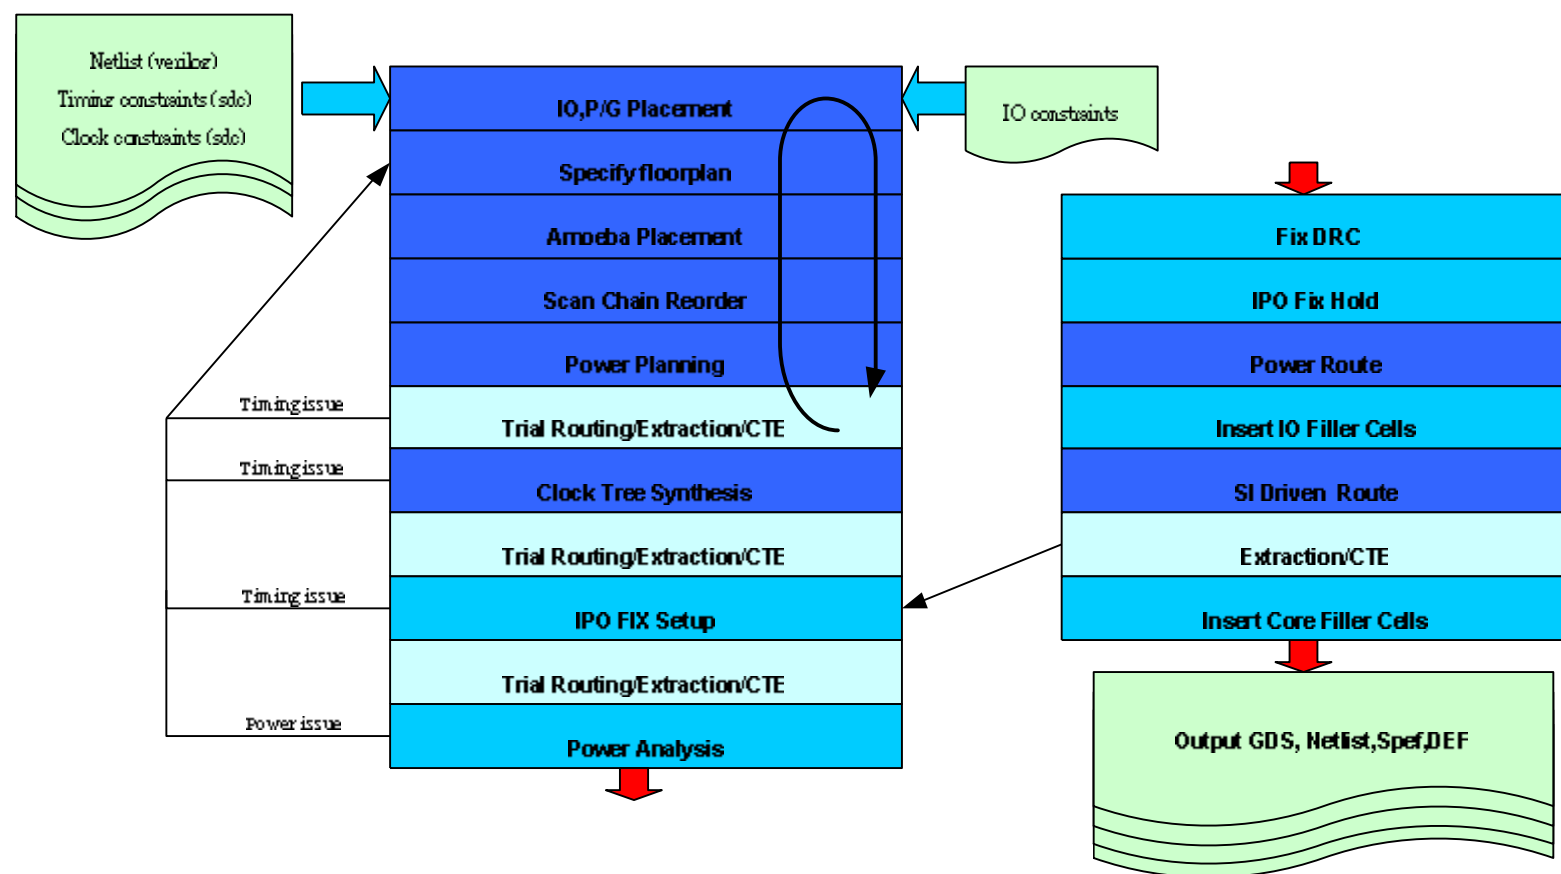 Netlist (verilog)
Timing constraints (sdc)
Clock constraints (sdc)
IO constraints
IO,P/G Placement
Specify floorplan
Amoeba Placement
Scan Chain Reorder
Power Planning
Timing issue
Trial Routing/Extraction/CTE
Timing issue
Clock Tree Synthesis
Trial Routing/Extraction/CTE
Timing issue
IPO FIX Setup
Trial Routing/Extraction/CTE
Power issue
Power Analysis
Fix DRC
IPO Fix Hold
Power Route
Insert IO Filler Cells
SI Driven Route
Extraction/CTE
Insert Core Filler Cells
Output GDS, Netlist,Spef,DEF